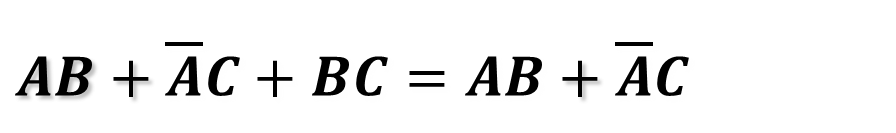 AB + A̅C + BC = AB + A̅C